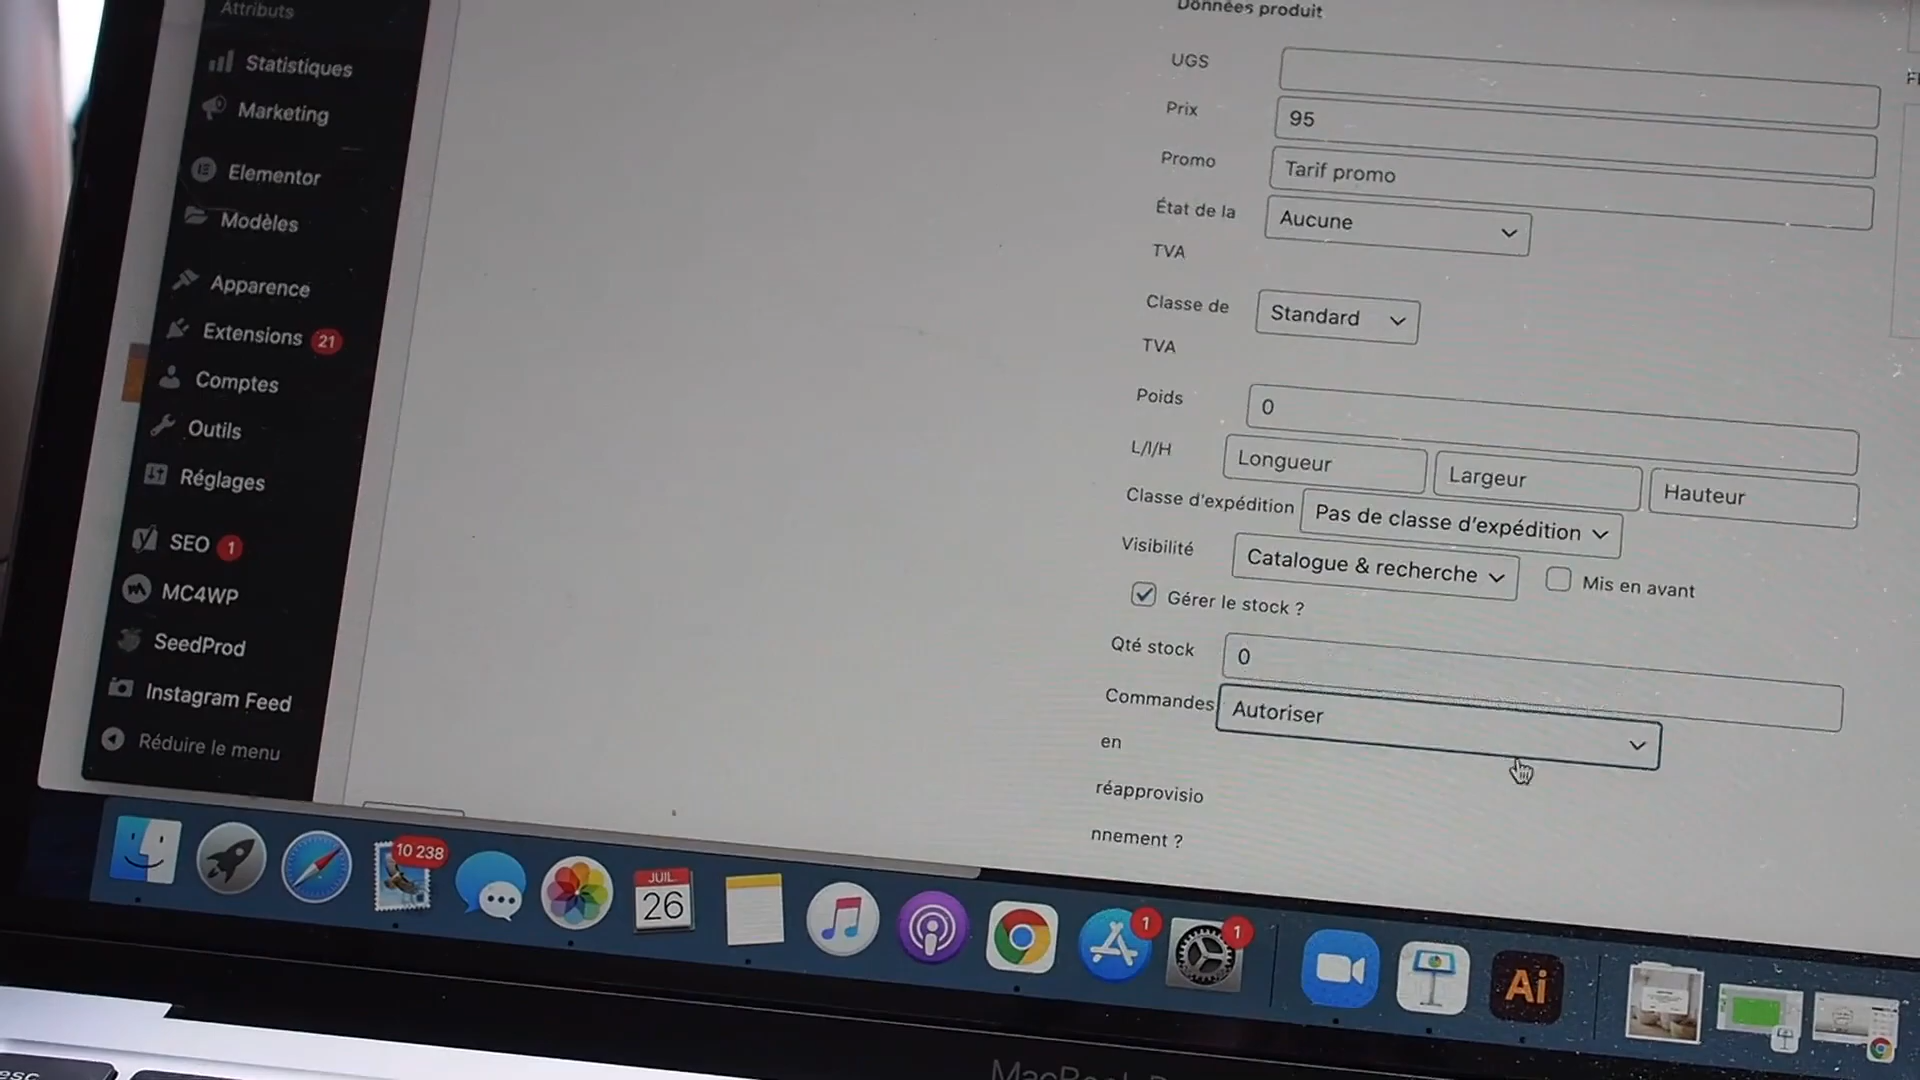 Attributs
Statistiques
Marketing
Elementor
Modèles
Apparence
Extensions 21
Comptes
Outils
Réglages
SEO 1
MC4WP
SeedProd
Instagram Feed
Réduire le menu
Données produit
UGS
Prix 95
Promo Tarif promo
État de la TVA Aucune
Classe de TVA Standard
Poids 0
L/l/H Longueur Largeur Hauteur
Classe d'expédition Pas de classe d'expédition
Visibilité Catalogue & recherche Mis en avant
Gérer le stock ?
Qté stock 0
Commandes Autoriser
en
réapprovisio
nnement ?
10 238
JUIL.
26
1
1
Ai
esc